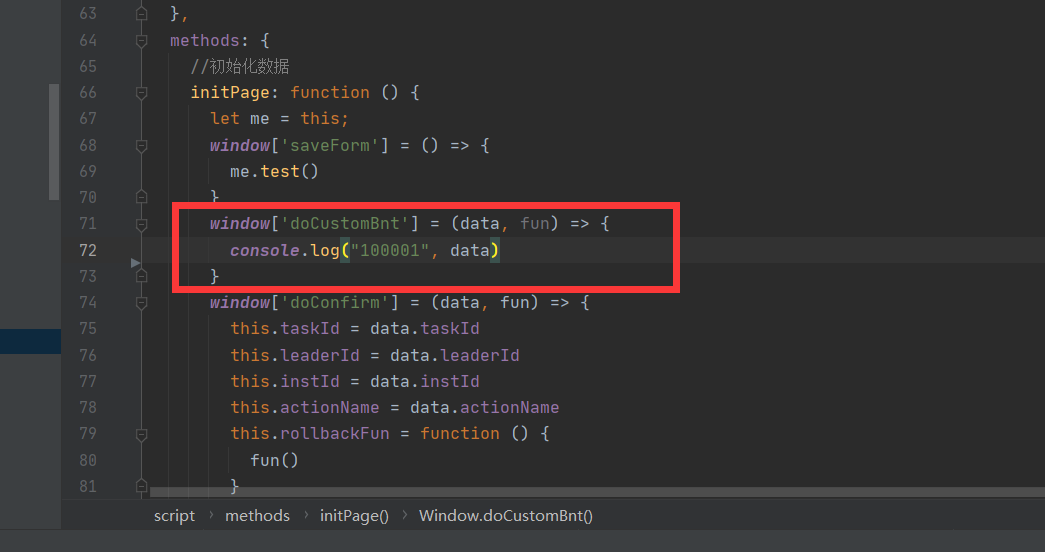 63 },
64 methods: {
65 //初始化数据
66 initPage: function () {
67 let me = this;
68 window['saveForm'] = () => {
69 me.test()
70 }
71 window['doCustomBnt'] = (data, fun) => {
72 console.log("100001", data)
73 }
74 window['doConfirm'] = (data, fun) => {
75 this.taskId = data.taskId
76 this.leaderId = data.leaderId
77 this.instId = data.instId
78 this.actionName = data.actionName
79 this.rollbackFun = function () {
80 fun()
81 }
script › methods › initPage() › Window.doCustomBnt()